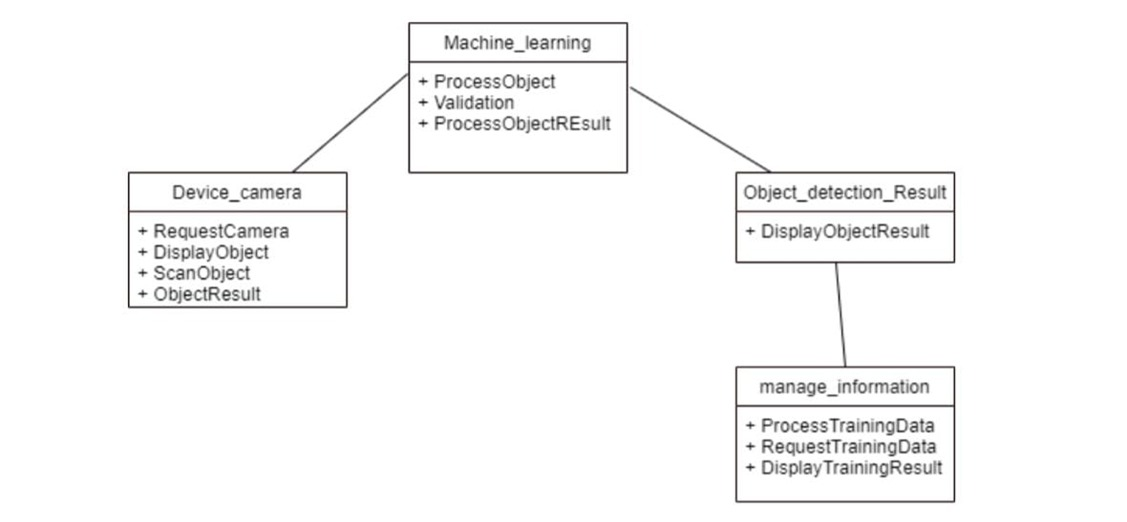 Machine_learning
+ ProcessObject
+ Validation
+ ProcessObjectREsult
Device_camera
+ RequestCamera
+ DisplayObject
+ ScanObject
+ ObjectResult
Object_detection_Result
+ DisplayObjectResult
manage_information
+ ProcessTrainingData
+ RequestTrainingData
+ DisplayTrainingResult